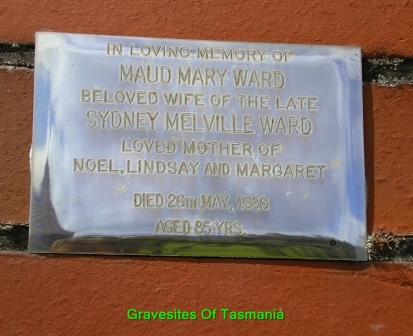 IN LOVING MEMORY OF
MAUD MARY WARD
BELOVED WIFE OF THE LATE
SYDNEY MELVILLE WARD
LOVED MOTHER OF
NOEL, LINDSAY AND MARGARET
DIED 26TH MAY, 1986
AGED 85 YRS.
Gravesites Of Tasmania